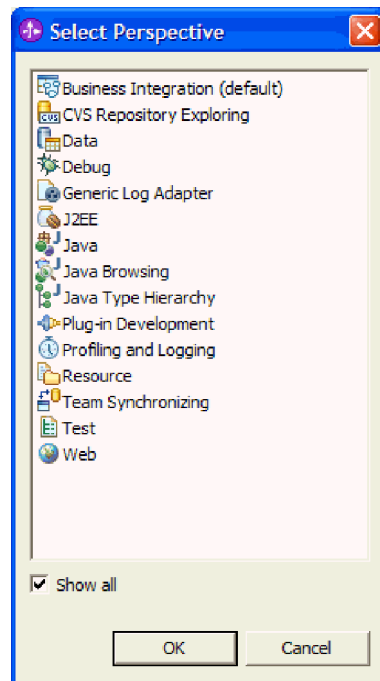 Select Perspective
Business Integration (default)
CVS Repository Exploring
Data
Debug
Generic Log Adapter
J2EE
Java
Java Browsing
Java Type Hierarchy
Plug-in Development
Profiling and Logging
Resource
Team Synchronizing
Test
Web
Show all
OK Cancel